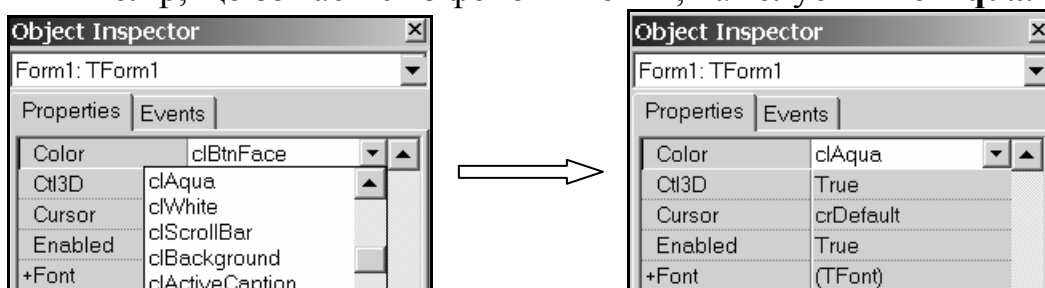 Object Inspector
Form1: TForm1
Properties Events
Color clBtnFace
Ctl3D clAqua
Cursor clWhite
Enabled clScrollBar
clBackground
+Font clActiveCaption
Object Inspector
Form1: TForm1
Properties Events
Color clAqua
Ctl3D True
Cursor crDefault
Enabled True
+Font (TFont)